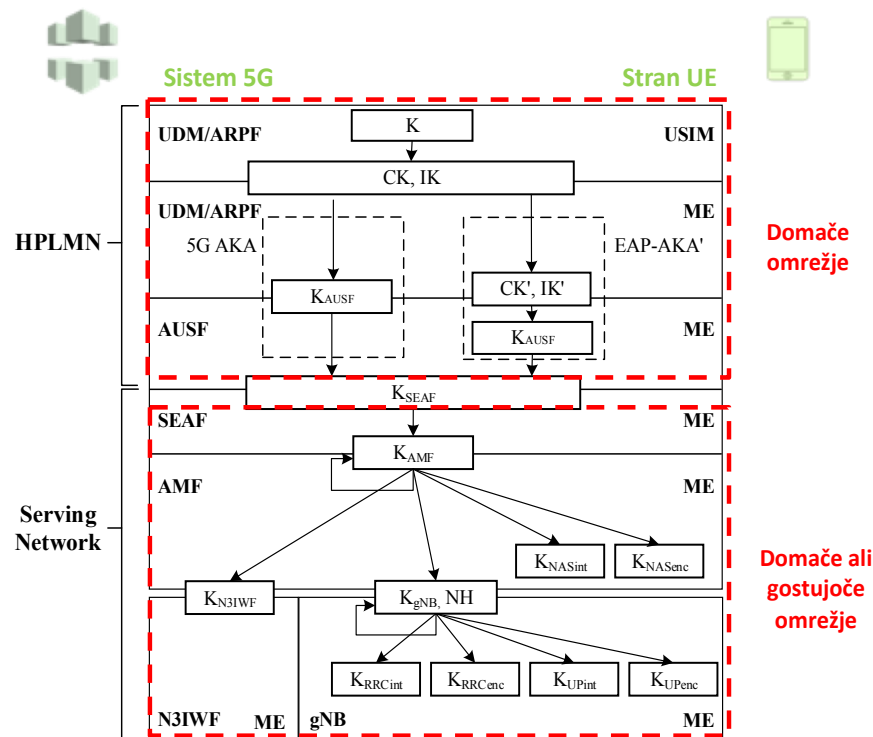 Sistem 5G
Stran UE
K
UDM/ARPF
USIM
CK, IK
UDM/ARPF
ME
HPLMN
5G AKA
EAP-AKA'
Domače
omrežje
KAUSF
CK', IK'
AUSF
KAUSF
ME
KSEAF
SEAF
ME
KAMF
AMF
ME
Serving
Network
KNASint
KNASenc
Domače ali
gostujoče
omrežje
KN3IWF
KgNB, NH
KRRCint
KRRCenc
KUPint
KUPenc
N3IWF
ME
gNB
ME